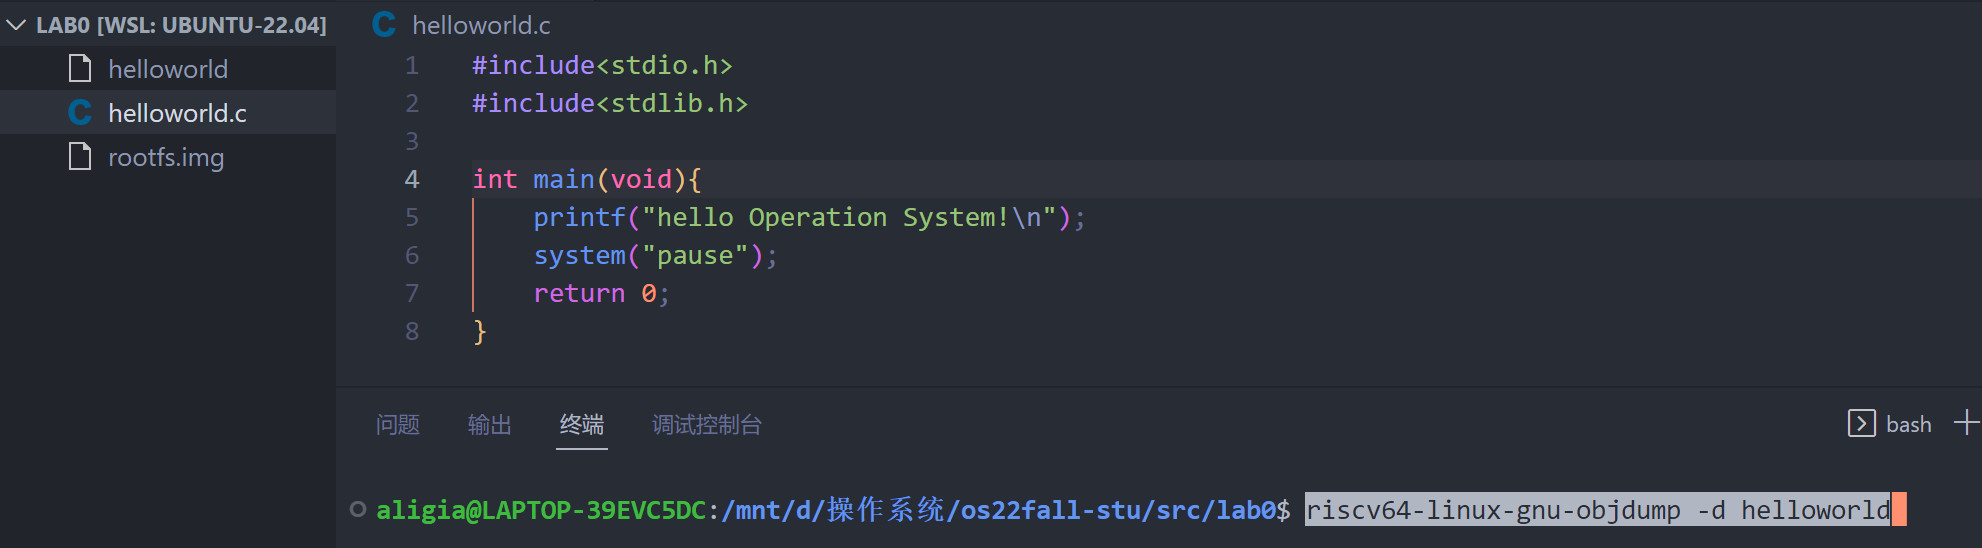 LAB0 [WSL: UBUNTU-22.04]
helloworld
helloworld.c
rootfs.img
helloworld.c
1 #include<stdio.h>
2 #include<stdlib.h>
3
4 int main(void){
5     printf("hello Operation System!\n");
6     system("pause");
7     return 0;
8 }
问题 输出 终端 调试控制台 bash
aligia@LAPTOP-39EVC5DC:/mnt/d/操作系统/os22fall-stu/src/lab0$ riscv64-linux-gnu-objdump -d helloworld